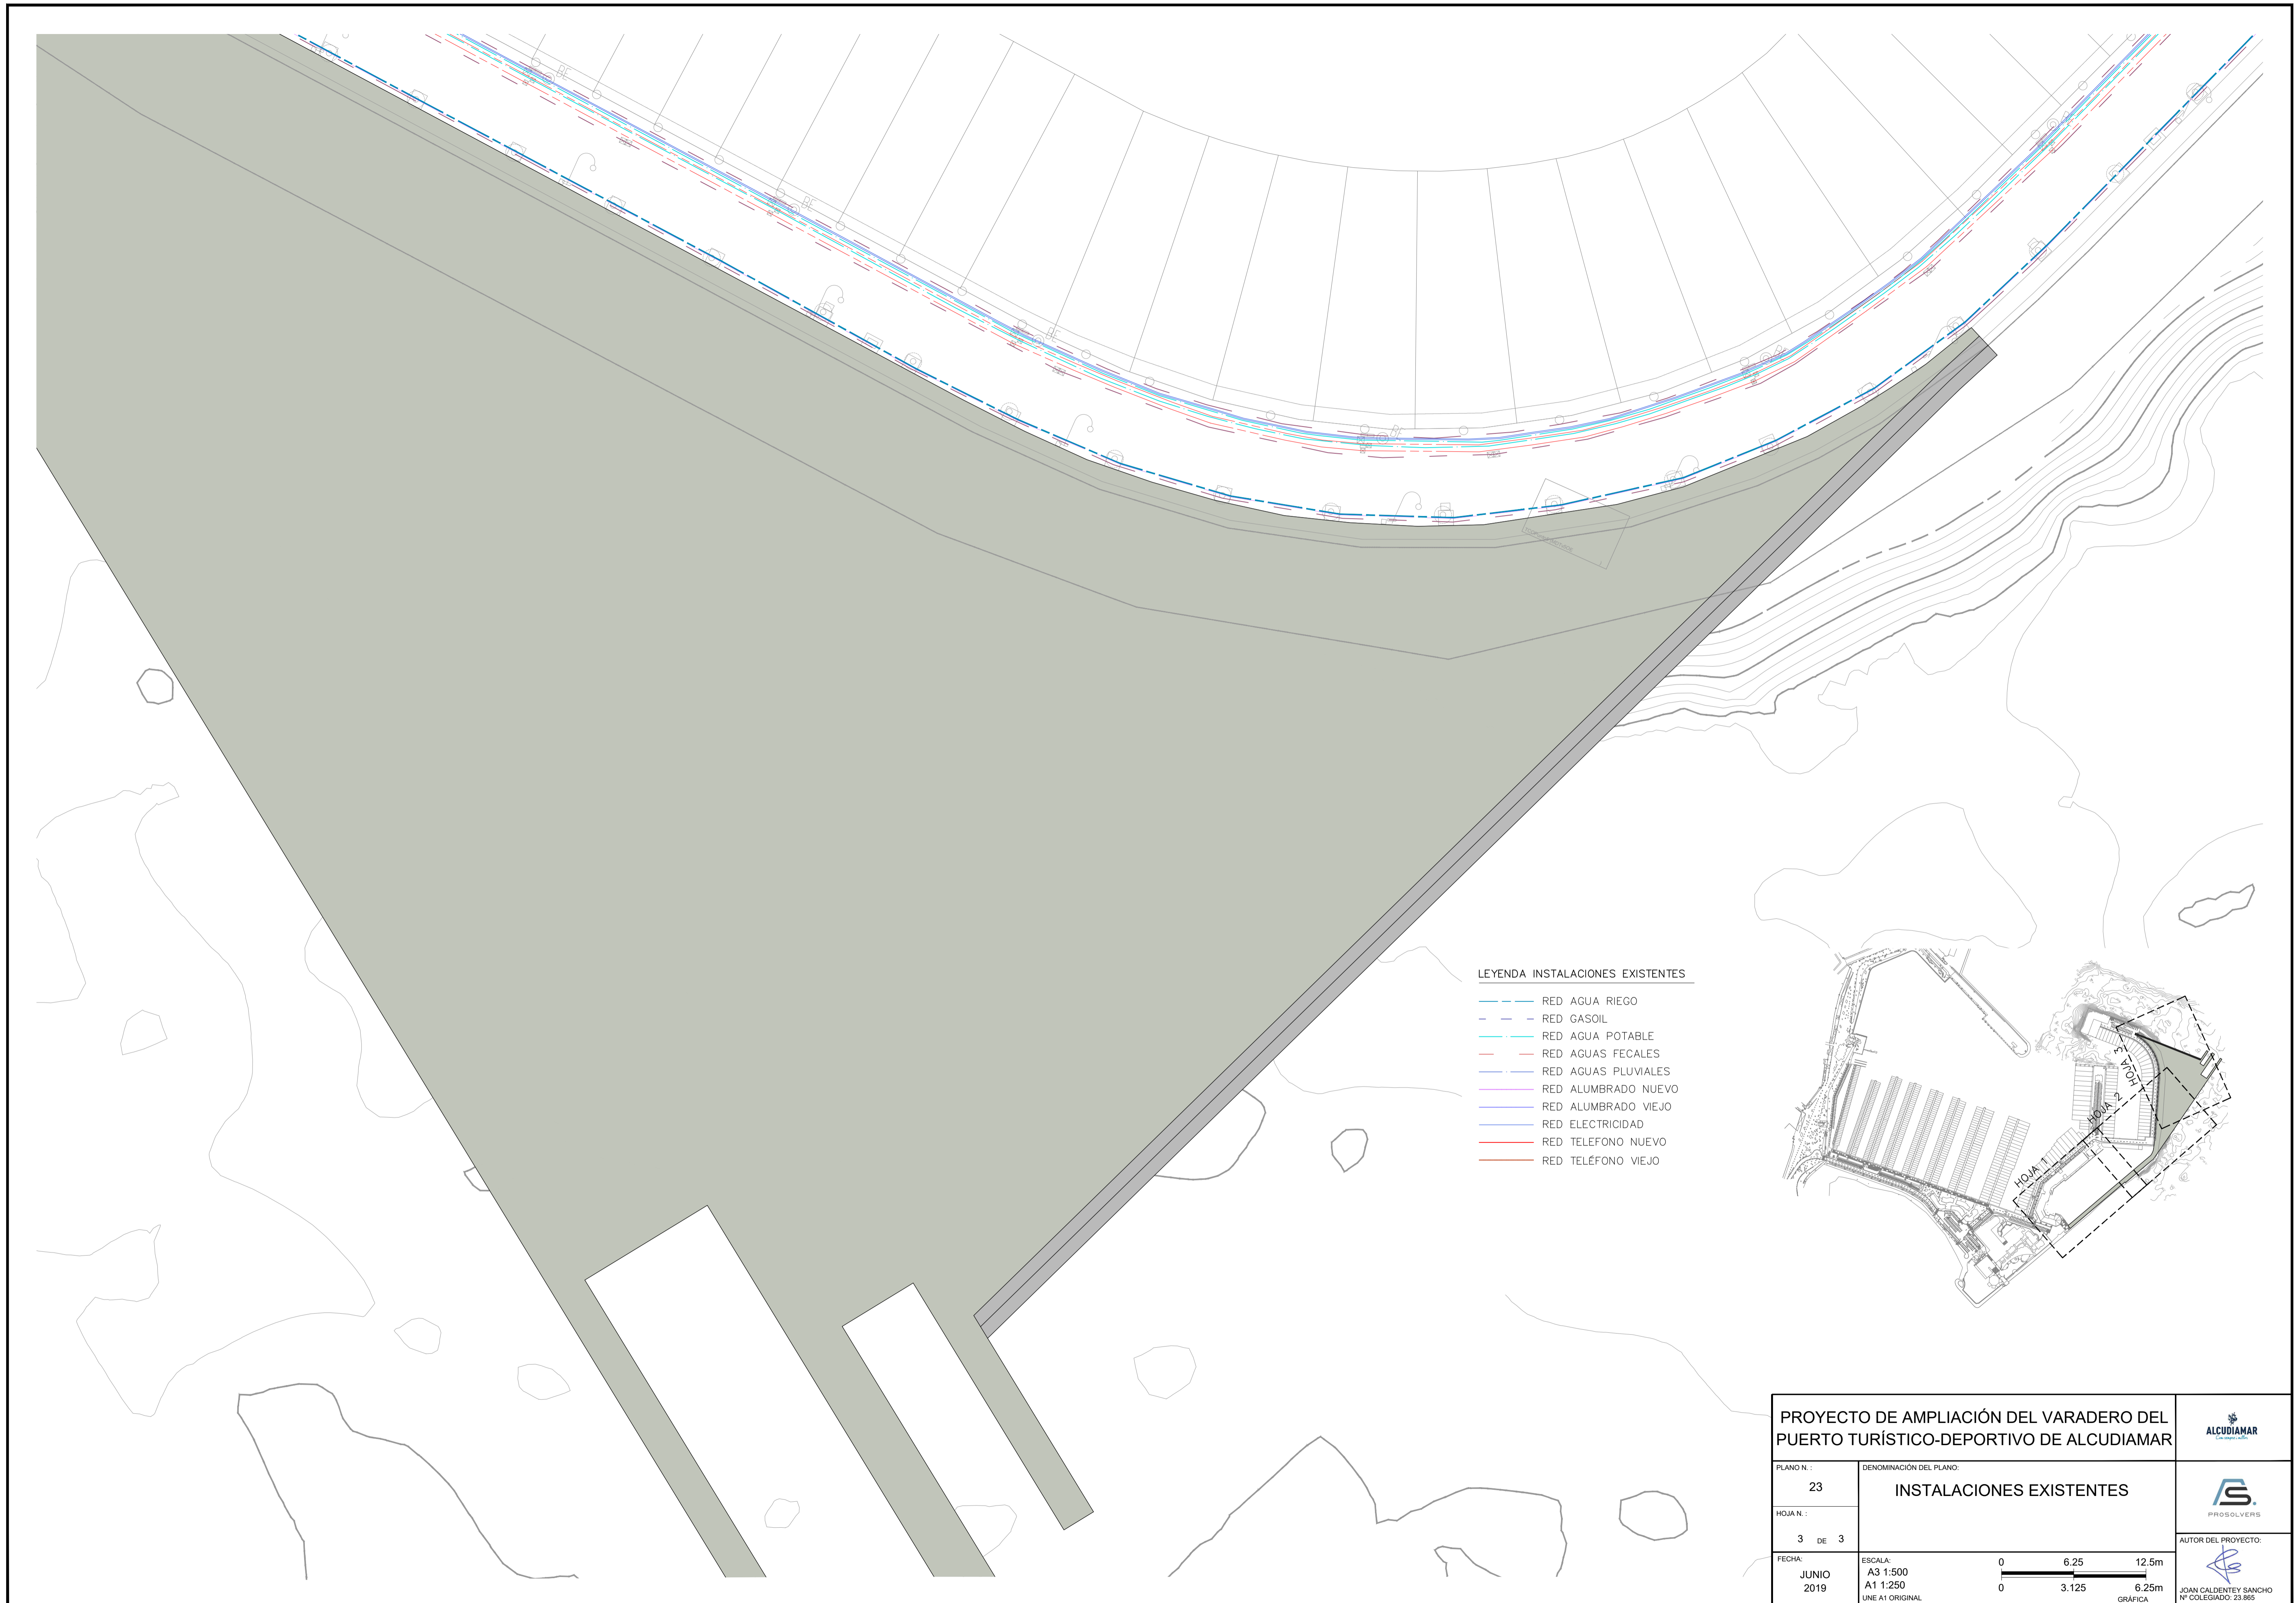 LEYENDA INSTALACIONES EXISTENTES
RED AGUA RIEGO
RED GASOIL
RED AGUA POTABLE
RED AGUAS FECALES
RED AGUAS PLUVIALES
RED ALUMBRADO NUEVO
RED ALUMBRADO VIEJO
RED ELECTRICIDAD
RED TELEFONO NUEVO
RED TELÉFONO VIEJO
HOJA 3
HOJA 2
HOJA 1
PROYECTO DE AMPLIACIÓN DEL VARADERO DEL
PUERTO TURÍSTICO-DEPORTIVO DE ALCUDIAMAR
ALCUDIAMAR
PLANO N. :
23
DENOMINACIÓN DEL PLANO:
INSTALACIONES EXISTENTES
PROSOLVERS
HOJA N. :
3 DE 3
AUTOR DEL PROYECTO:
JOAN CALDENTEY SANCHO
Nº COLEGIADO: 23.865
FECHA:
JUNIO
2019
ESCALA:
A3 1:500
A1 1:250
UNE A1 ORIGINAL
0 6.25 12.5m
0 3.125 6.25m
GRÁFICA